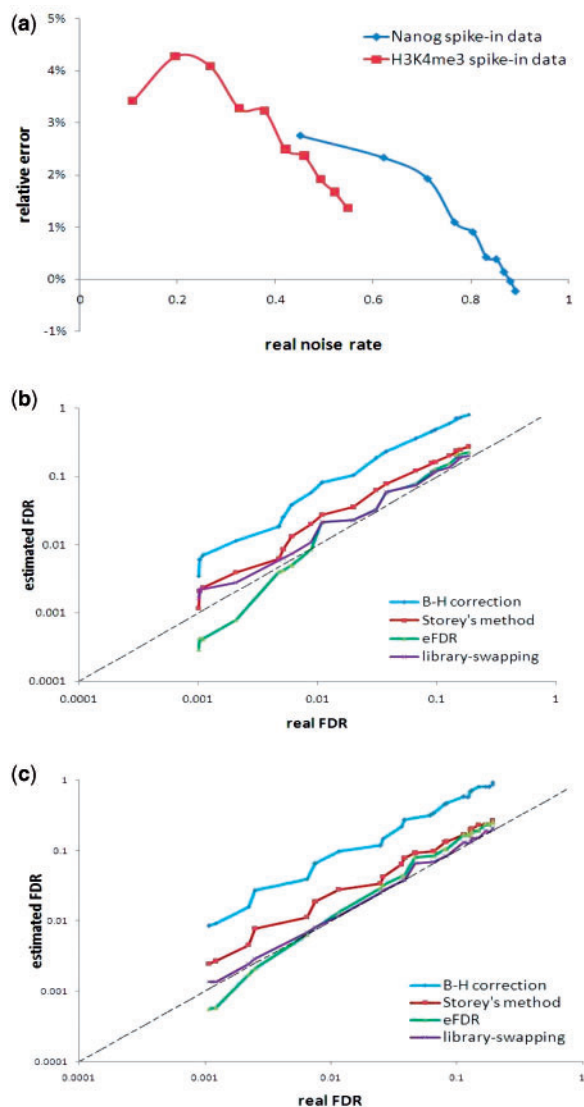 (a)
5%
4%
3%
2%
1%
0%
-1%
relative error
Nanog spike-in data
H3K4me3 spike-in data
0
0.2
0.4
0.6
0.8
1
real noise rate
(b)
1
0.1
0.01
0.001
0.0001
estimated FDR
B-H correction
Storey's method
eFDR
library-swapping
0.0001
0.001
0.01
0.1
1
real FDR
(c)
1
0.1
0.01
0.001
0.0001
estimated FDR
B-H correction
Storey's method
eFDR
library-swapping
0.0001
0.001
0.01
0.1
1
real FDR